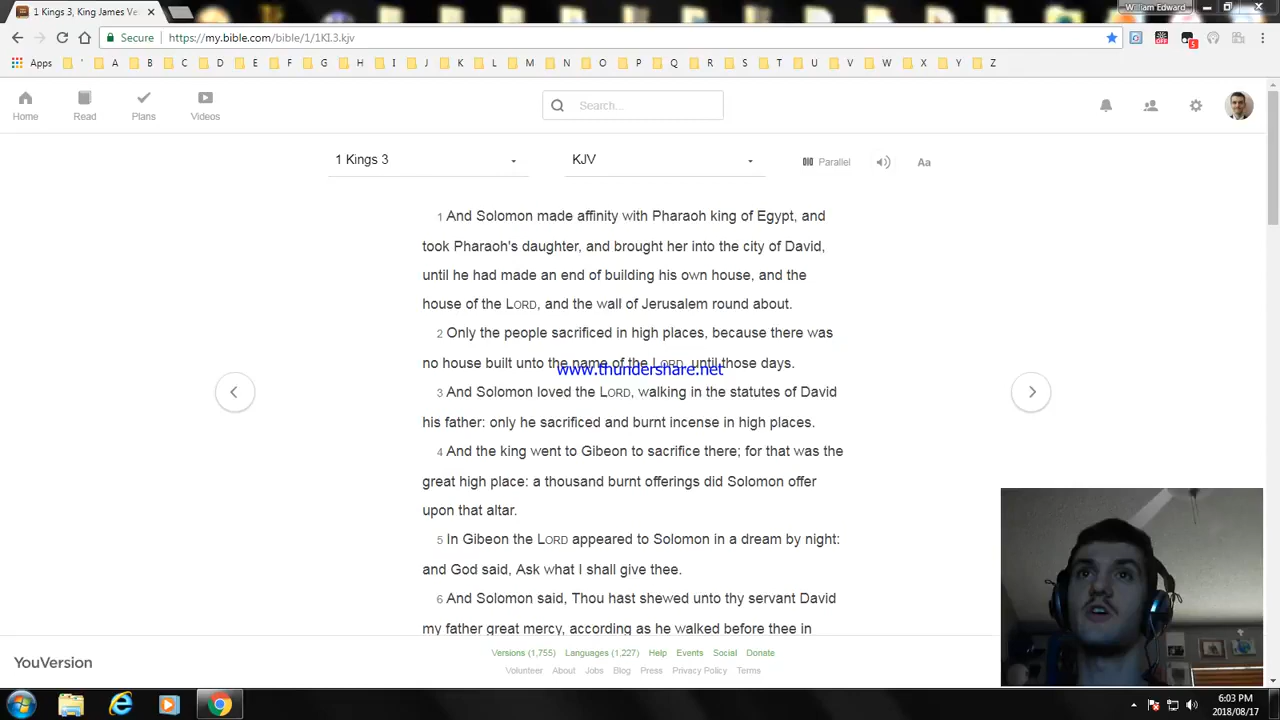 1 Kings 3, King James Ve
William Edward
Secure
https://my.bible.com/bible/1/1KI.3.kjv
5
Apps ' A B C D E F G H I J K L M N O P Q R S T U V W X Y Z
Home Read Plans Videos
Search...
1 Kings 3 KJV Parallel Aa
1 And Solomon made affinity with Pharaoh king of Egypt, and
took Pharaoh's daughter, and brought her into the city of David,
until he had made an end of building his own house, and the
house of the LORD, and the wall of Jerusalem round about.
2 Only the people sacrificed in high places, because there was
no house built unto the name of the LORD, until those days.
www.thundershare.net
3 And Solomon loved the LORD, walking in the statutes of David
his father: only he sacrificed and burnt incense in high places.
4 And the king went to Gibeon to sacrifice there; for that was the
great high place: a thousand burnt offerings did Solomon offer
upon that altar.
5 In Gibeon the LORD appeared to Solomon in a dream by night:
and God said, Ask what I shall give thee.
6 And Solomon said, Thou hast shewed unto thy servant David
my father great mercy, according as he walked before thee in
Versions (1,755) Languages (1,227) Help Events Social Donate
YouVersion
Volunteer About Jobs Blog Press Privacy Policy Terms
6:03 PM
2018/08/17